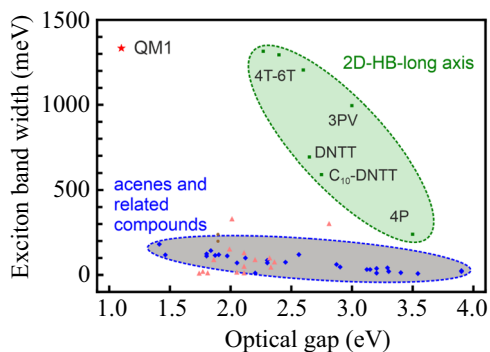 1500
1000
500
0
Exciton band width (meV)
QM1
2D-HB-long axis
4T-6T
3PV
DNTT
C₁₀-DNTT
4P
acenes and
related
compounds
1.0 1.5 2.0 2.5 3.0 3.5 4.0
Optical gap (eV)